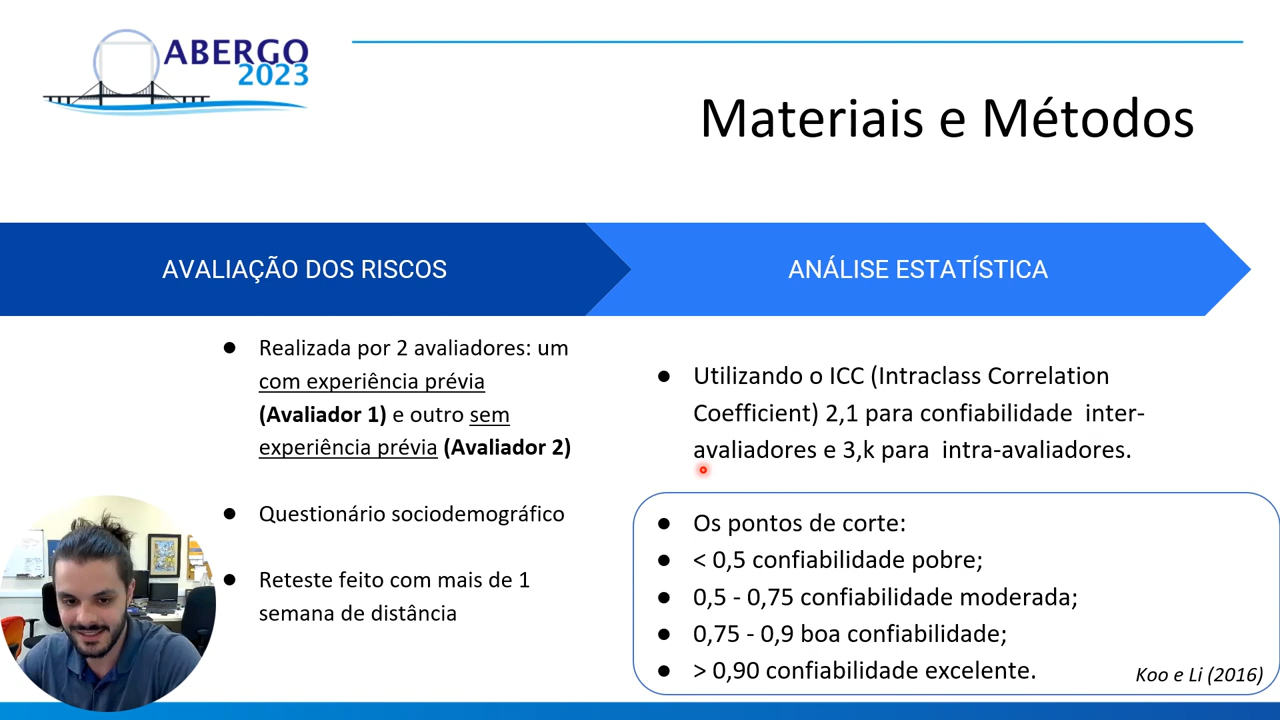 ABERGO
2023
Materiais e Métodos
AVALIAÇÃO DOS RISCOS
ANÁLISE ESTATÍSTICA
● Realizada por 2 avaliadores: um
com experiência prévia
(Avaliador 1) e outro sem
experiência prévia (Avaliador 2)
● Questionário sociodemográfico
● Reteste feito com mais de 1
semana de distância
● Utilizando o ICC (Intraclass Correlation
Coefficient) 2,1 para confiabilidade inter-
avaliadores e 3,k para intra-avaliadores.
● Os pontos de corte:
● < 0,5 confiabilidade pobre;
● 0,5 - 0,75 confiabilidade moderada;
● 0,75 - 0,9 boa confiabilidade;
● > 0,90 confiabilidade excelente.
Koo e Li (2016)